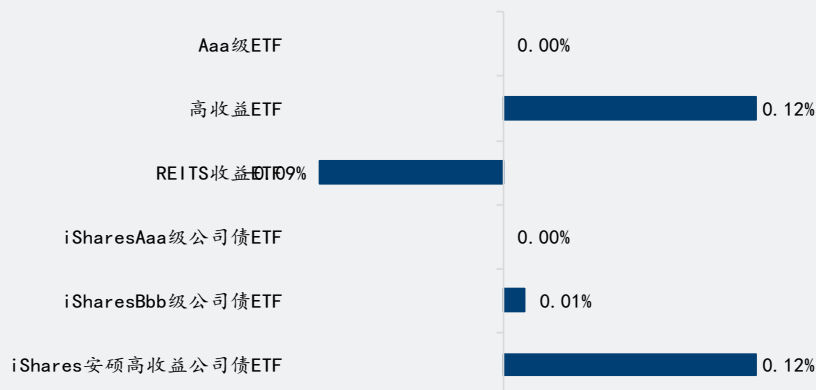 Aaa级ETF 0.00%
高收益ETF 0.12%
REITS收益ETF -0.09%
iSharesAaa级公司债ETF 0.00%
iSharesBbb级公司债ETF 0.01%
iShares安硕高收益公司债ETF 0.12%